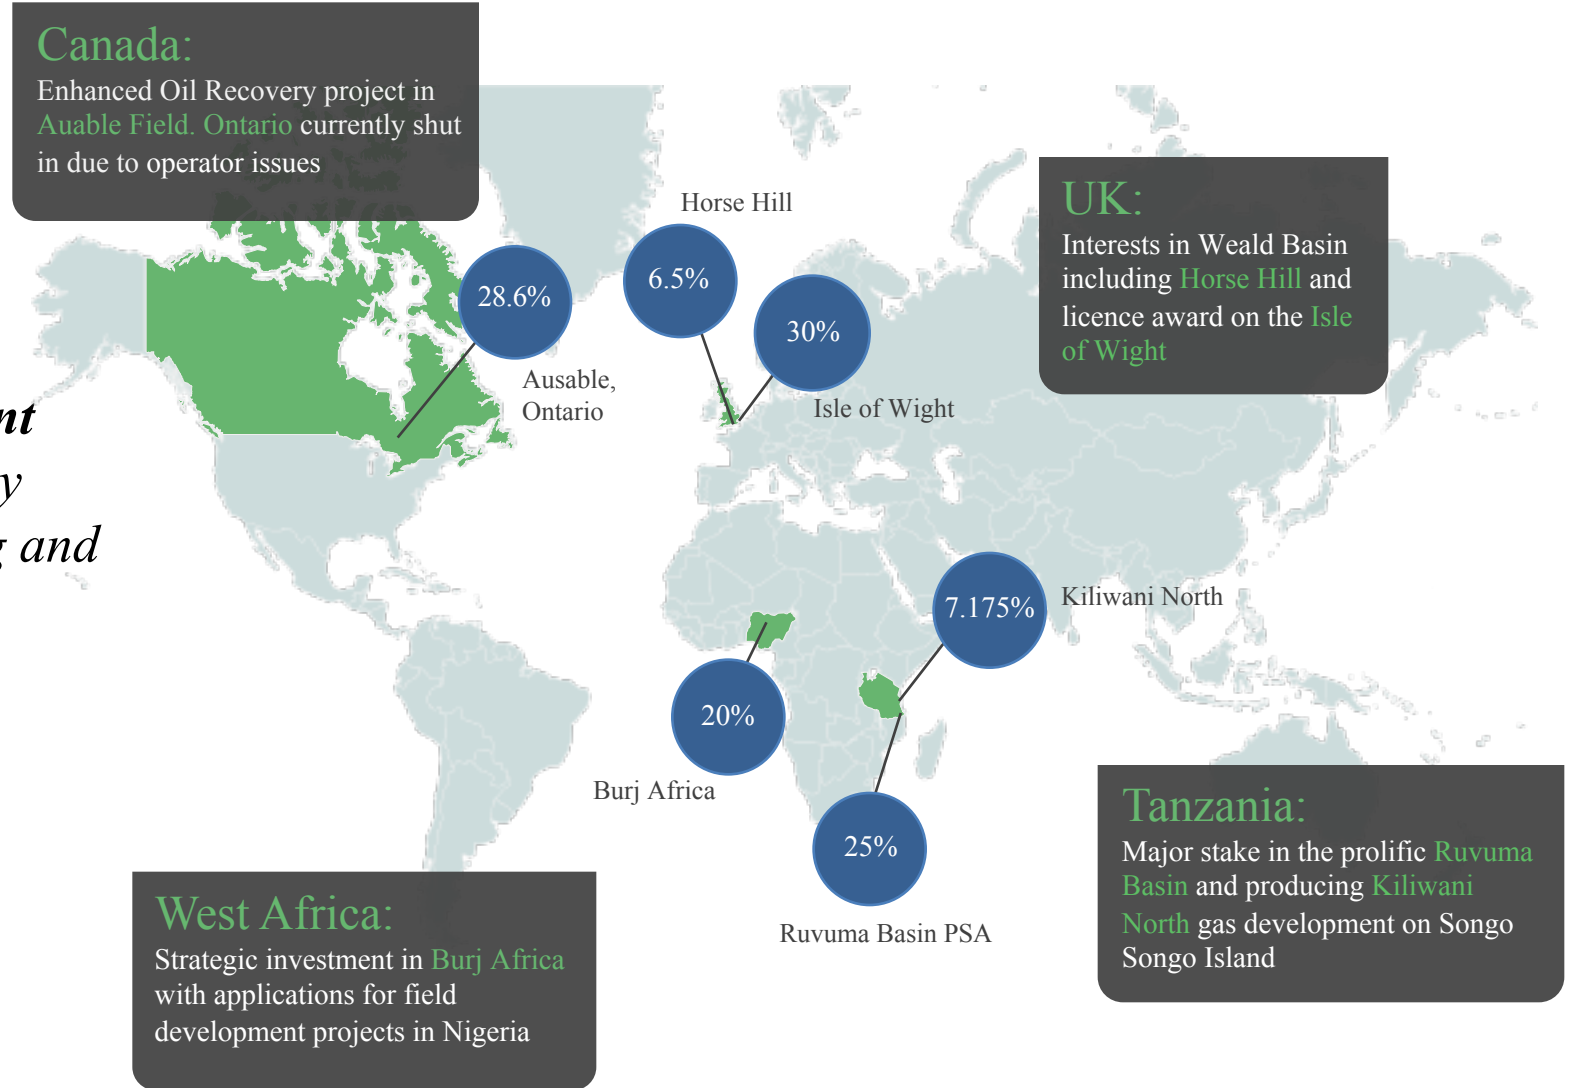 Canada:
Enhanced Oil Recovery project in
Auable Field. Ontario currently shut
in due to operator issues
Horse Hill
6.5%
28.6%
30%
Ausable,
Ontario
Isle of Wight
UK:
Interests in Weald Basin
including Horse Hill and
licence award on the Isle
of Wight
and
7.175%
Kiliwani North
20%
Burj Africa
25%
Ruvuma Basin PSA
West Africa:
Strategic investment in Burj Africa
with applications for field
development projects in Nigeria
Tanzania:
Major stake in the prolific Ruvuma
Basin and producing Kiliwani
North gas development on Songo
Songo Island